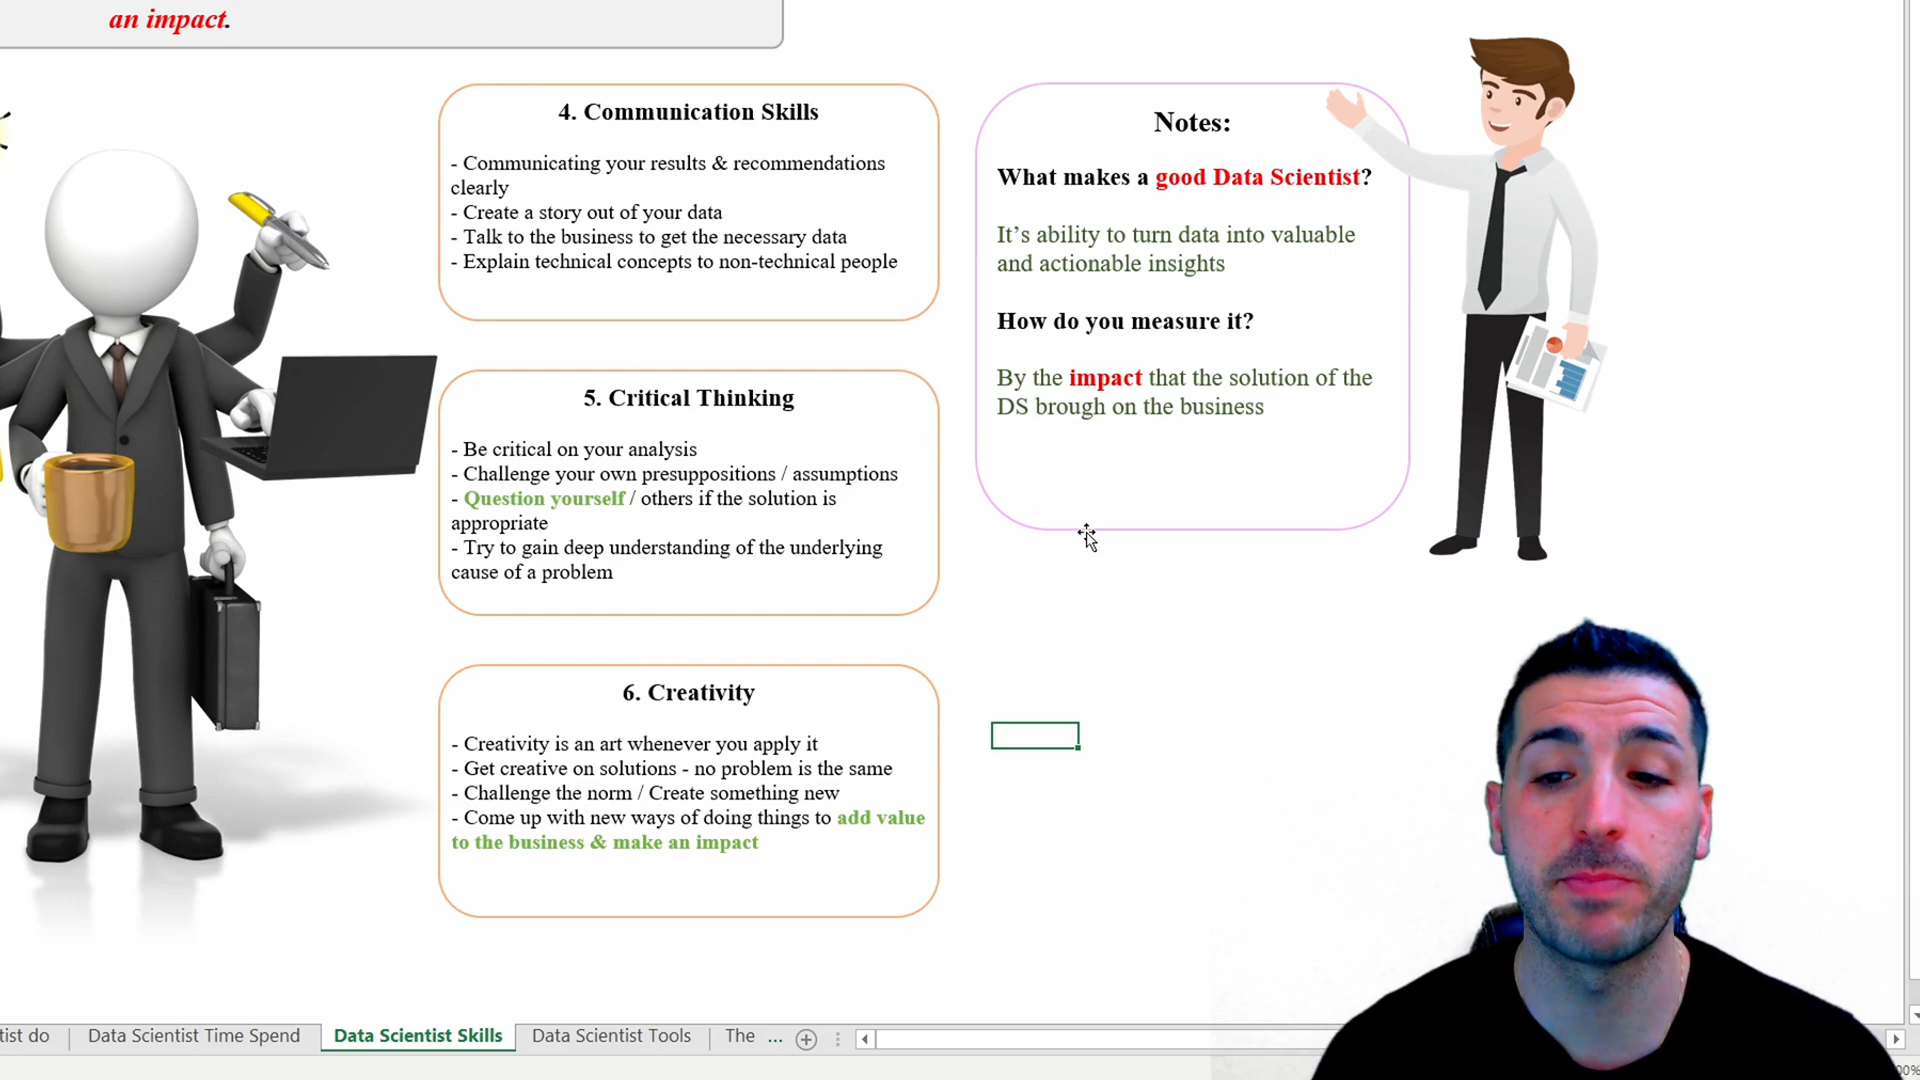 an impact.
4. Communication Skills
- Communicating your results & recommendations
clearly
- Create a story out of your data
- Talk to the business to get the necessary data
- Explain technical concepts to non-technical people
5. Critical Thinking
- Be critical on your analysis
- Challenge your own presuppositions / assumptions
- Question yourself / others if the solution is
appropriate
- Try to gain deep understanding of the underlying
cause of a problem
6. Creativity
- Creativity is an art whenever you apply it
- Get creative on solutions - no problem is the same
- Challenge the norm / Create something new
- Come up with new ways of doing things to add value
to the business & make an impact
Notes:
What makes a good Data Scientist?
It's ability to turn data into valuable
and actionable insights
How do you measure it?
By the impact that the solution of the
DS brough on the business
tist do
Data Scientist Time Spend
Data Scientist Skills
Data Scientist Tools
The ...